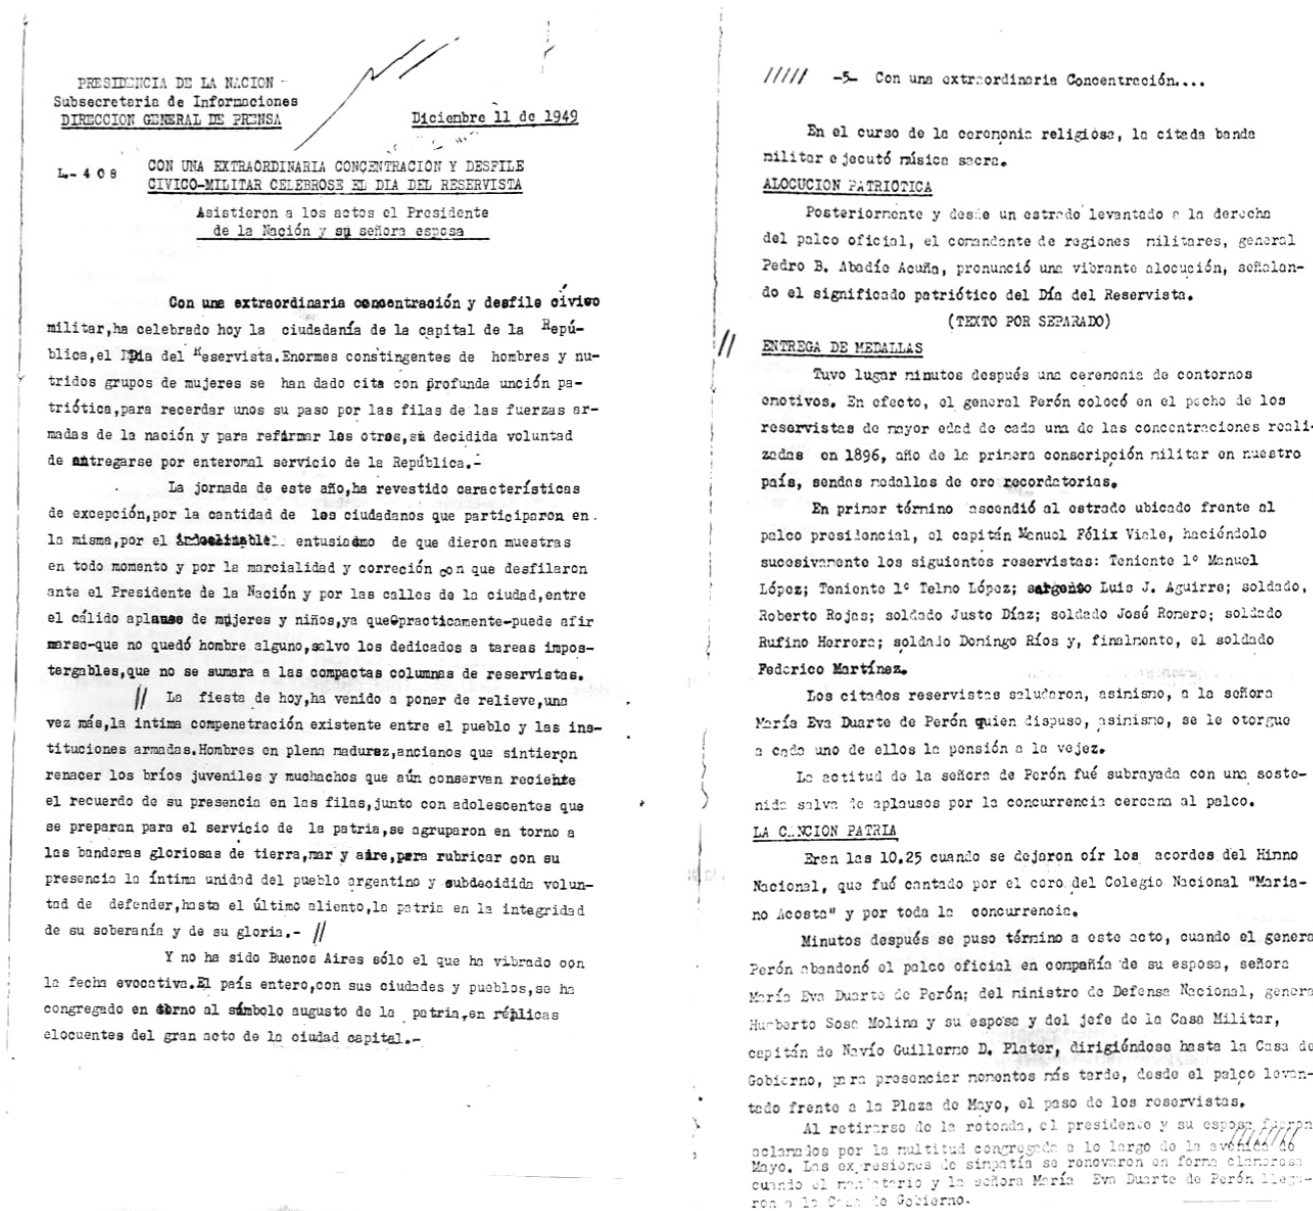 PRESIDENCIA DE LA NACION -
Subsecretaria de Informaciones
DIRECCION GENERAL DE PRENSA
Diciembre 11 de 1949
L.-408
CON UNA EXTRAORDINARIA CONCENTRACION Y DESFILE
CIVICO-MILITAR CELEBROSE EL DIA DEL RESERVISTA
Asistieron a los actos el Presidente
de la Nación y su señora esposa
Con una extraordinaria concentración y desfile cívico
militar,ha celebrado hoy la ciudadanía de la capital de la Repú-
blica,el Dia del Reservista.Enormes constingentes de hombres y nu-
tridos grupos de mujeres se han dado cita con profunda unción pa-
triótica,para recordar unos su paso por las filas de las fuerzas ar-
madas de la nación y para refirmar los otros,su decidida voluntad
de entregarse por enteromal servicio de la República.-
La jornada de este año,ha revestido características
de excepción,por la cantidad de los ciudadanos que participaron en
la misma,por el indeclinable entusiasmo de que dieron muestras
en todo momento y por la marcialidad y correción con que desfilaron
ante el Presidente de la Nación y por las calles de la ciudad,entre
el cálido aplauso de mujeres y niños,ya que-practicamente-puede afir
marse-que no quedó hombre alguno,salvo los dedicados a tareas impos-
tergables,que no se sumara a las compactas columnas de reservistas.
// La fiesta de hoy,ha venido a poner de relieve,una
vez más,la íntima compenetración existente entre el pueblo y las ins-
tituciones armadas.Hombres en plena madurez,ancianos que sintieron
renacer los bríos juveniles y muchachos que aún conservan reciente
el recuerdo de su presencia en las filas,junto con adolescentes que
se preparan para el servicio de la patria,se agruparon en torno a
las banderas gloriosas de tierra,mar y aire,para rubricar con su
presencia la íntima unidad del pueblo argentino y subdecidida volun-
tad de defender,hasta el último aliento,la patria en la integridad
de su soberanía y de su gloria.- //
Y no ha sido Buenos Aires sólo el que ha vibrado con
la fecha evocativa.El país entero,con sus ciudades y pueblos,se ha
congregado en torno al símbolo augusto de la patria,en réplicas
elocuentes del gran acto de la ciudad capital.-
///// -5- Con una extraordinaria Concentración....
En el curso de la ceremonia religiosa, la citada banda
militar ejecutó música sacra.
ALOCUCION PATRIOTICA
Posteriormente y desde un estrado levantado a la derecha
del palco oficial, el comandante de regiones militares, general
Pedro B. Abadíe Acuña, pronunció una vibrante alocución, señalan-
do el significado patriótico del Día del Reservista.
(TEXTO POR SEPARADO)
// ENTREGA DE MEDALLAS
Tuvo lugar minutos después una ceremonia de contornos
emotivos. En efecto, el general Perón colocó en el pecho de los
reservistas de mayor edad de cada una de las concentraciones reali-
zadas en 1896, año de la primera conscripción militar en nuestro
país, sendas medallas de oro recordatorias.
En primer término ascendió al estrado ubicado frente al
palco presidencial, el capitán Manuel Félix Viale, haciéndolo
sucesivamente los siguientes reservistas: Teniente 1º Manuel
López; Teniente 1º Telmo López; sargento Luis J. Aguirre; soldado,
Roberto Rojas; soldado Justo Díaz; soldado José Romero; soldado
Rufino Herrera; soldado Domingo Ríos y, finalmente, el soldado
Federico Martínez.
Los citados reservistas saludaron, asimismo, a la señora
María Eva Duarte de Perón quien dispuso, asimismo, se le otorgue
a cada uno de ellos la pensión a la vejez.
La actitud de la señora de Perón fué subrayada con una soste-
nida salva de aplausos por la concurrencia cercana al palco.
LA CANCION PATRIA
Eran las 10.25 cuando se dejaron oír los acordes del Himno
Nacional, que fué cantado por el coro del Colegio Nacional "Maria-
no Acosta" y por toda la concurrencia.
Minutos después se puso término a este acto, cuando el genera
Perón abandonó el palco oficial en compañía de su esposa, señora
María Eva Duarte de Perón; del ministro de Defensa Nacional, genera
Humberto Sosa Molina y su esposa y del jefe de la Casa Militar,
capitán de Navío Guillermo D. Plater, dirigiéndose hasta la Casa de
Gobierno, para presenciar momentos más tarde, desde el palco levan-
tado frente a la Plaza de Mayo, el paso de los reservistas.
Al retirarse de la rotonda, el presidente y su esposa fueron
aclamados por la multitud congregada a lo largo de la avenida de
Mayo. Las expresiones de simpatía se renovaron en forma clamorosa
cuando el mandatario y la señora María Eva Duarte de Perón llega-
ron a la Casa de Gobierno.
///////